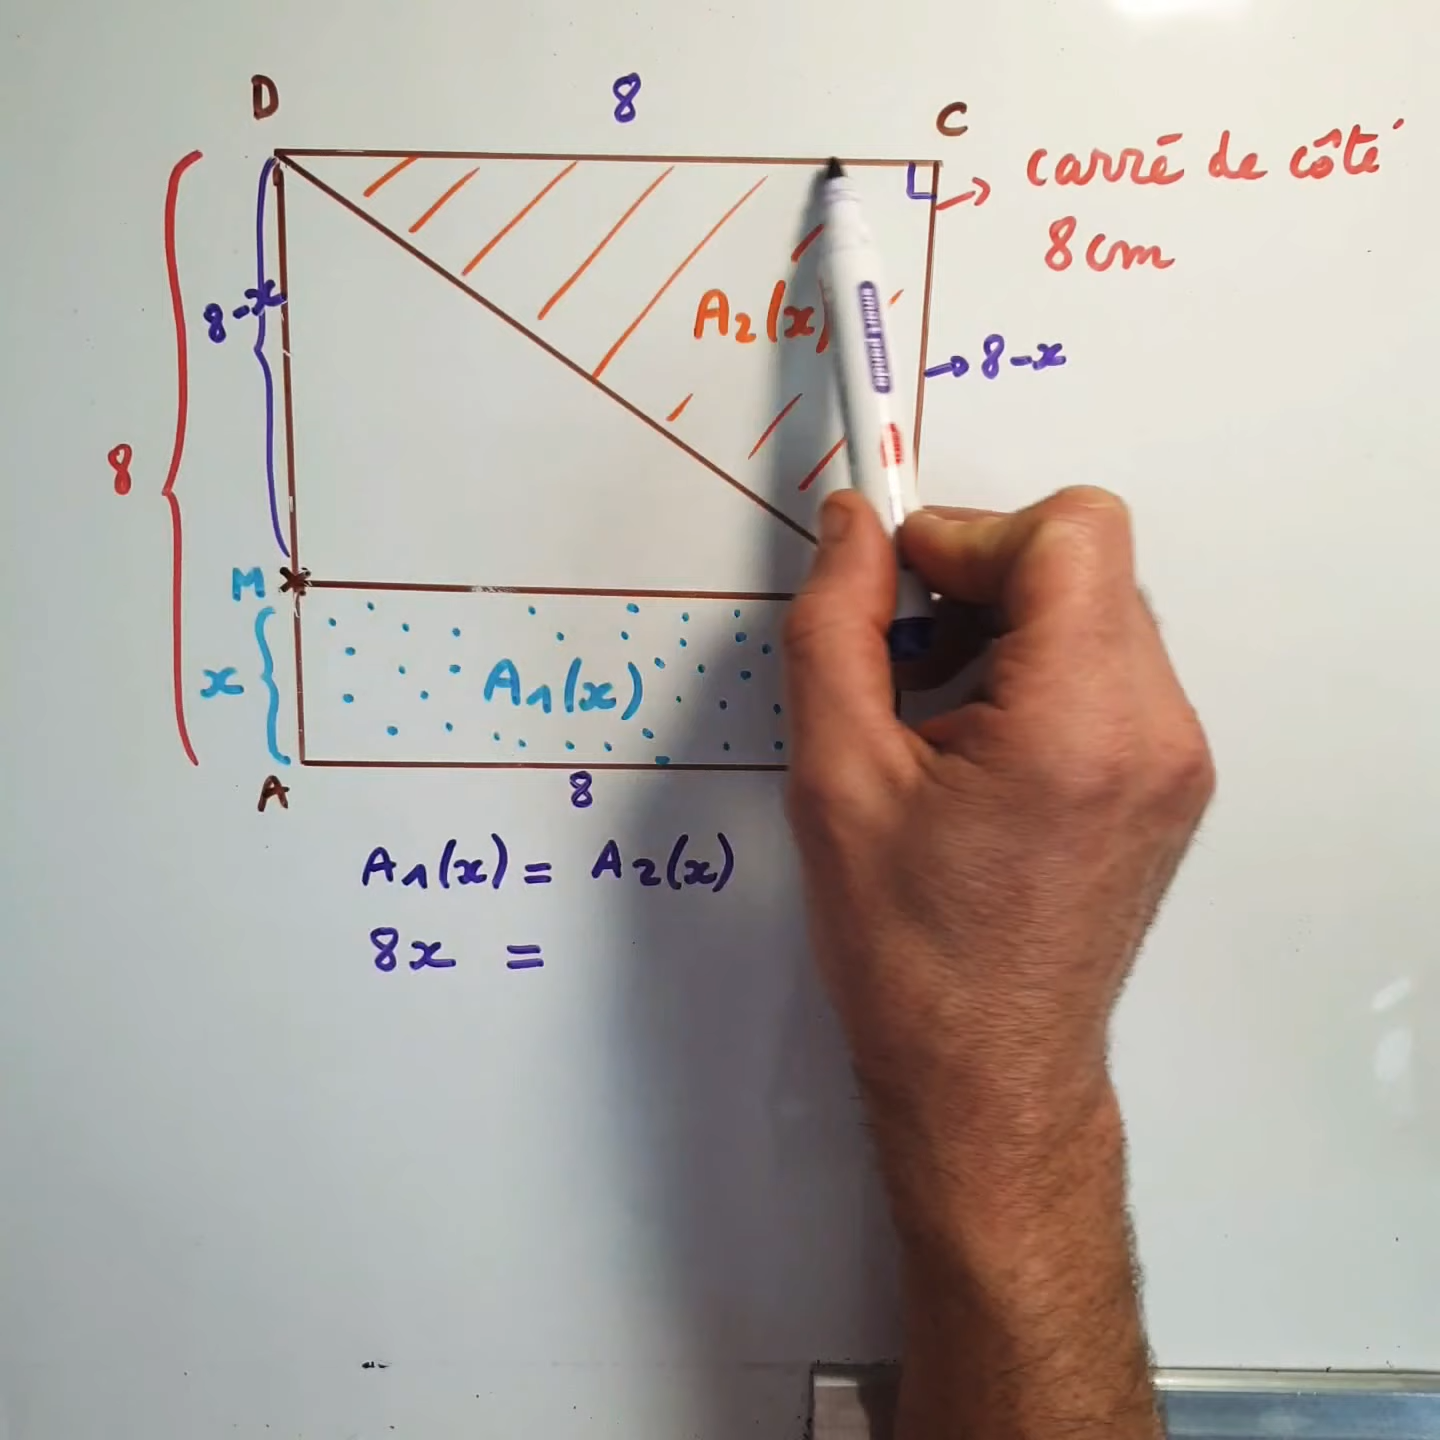 D
8
C
carré de côté
8 cm
8-x
A2(x)
8-x
8
M
x
A1(x)
A
8
A1(x) = A2(x)
8x =